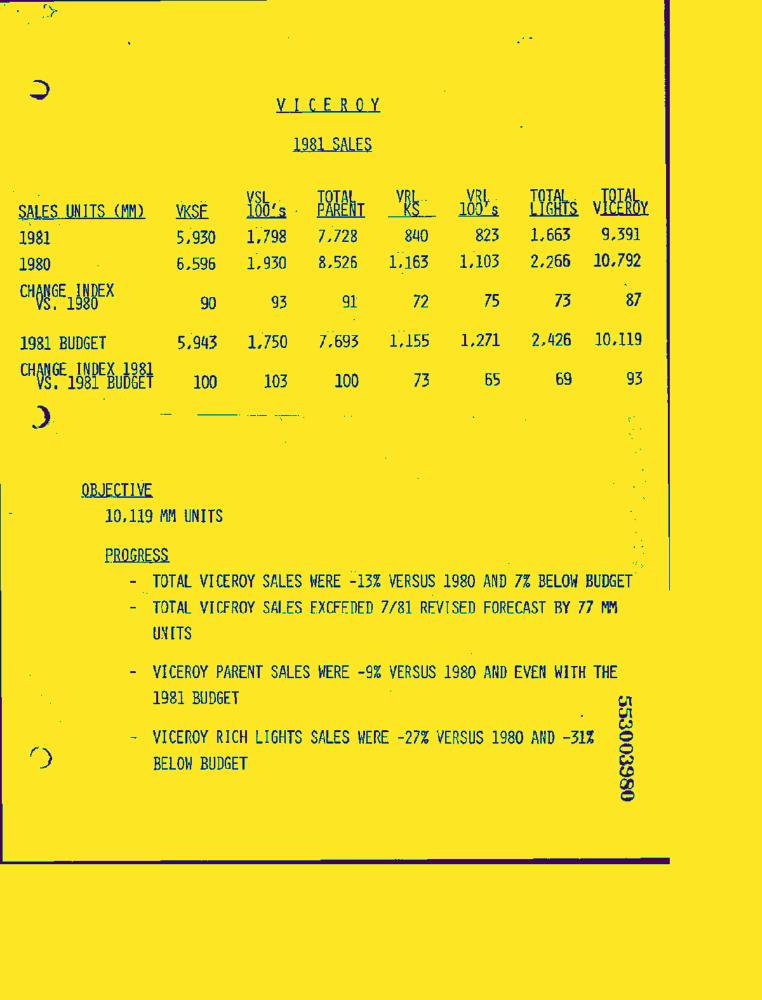 VICEROY
1981 SALES
SALES UNITS (MM) VKSF VSL 100's TOTAL PARENT VRL KS VRL 100's TOTAL LIGHTS TOTAL VICEROY
1981 5,930 1,798 7,728 840 823 1,663 9,391
1980 6,596 1,930 8,526 1,163 1,103 2,266 10,792
CHANGE INDEX
VS. 1980 90 93 91 72 75 73 87
1981 BUDGET 5,943 1,750 7,693 1,155 1,271 2,426 10,119
CHANGE INDEX 1981
VS. 1981 BUDGET 100 103 100 73 65 69 93
OBJECTIVE
10,119 MM UNITS
PROGRESS
- TOTAL VICEROY SALES WERE -13% VERSUS 1980 AND 7% BELOW BUDGET
- TOTAL VICEROY SALES EXCEEDED 7/81 REVISED FORECAST BY 77 MM
UNITS
- VICEROY PARENT SALES WERE -9% VERSUS 1980 AND EVEN WITH THE
1981 BUDGET
- VICEROY RICH LIGHTS SALES WERE -27% VERSUS 1980 AND -31%
BELOW BUDGET
553003980